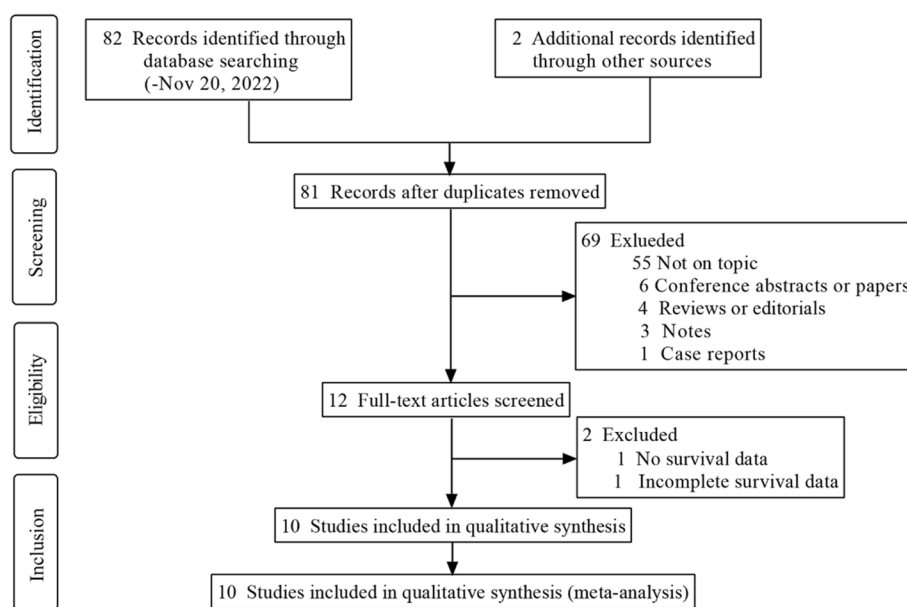 Identification
82 Records identified through
database searching
(-Nov 20, 2022)
2 Additional records identified
through other sources
81 Records after duplicates removed
Screening
69 Exlueded
55 Not on topic
6 Conference abstracts or papers
4 Reviews or editorials
3 Notes
1 Case reports
Eligibility
12 Full-text articles screened
2 Excluded
1 No survival data
1 Incomplete survival data
Inclusion
10 Studies included in qualitative synthesis
10 Studies included in qualitative synthesis (meta-analysis)